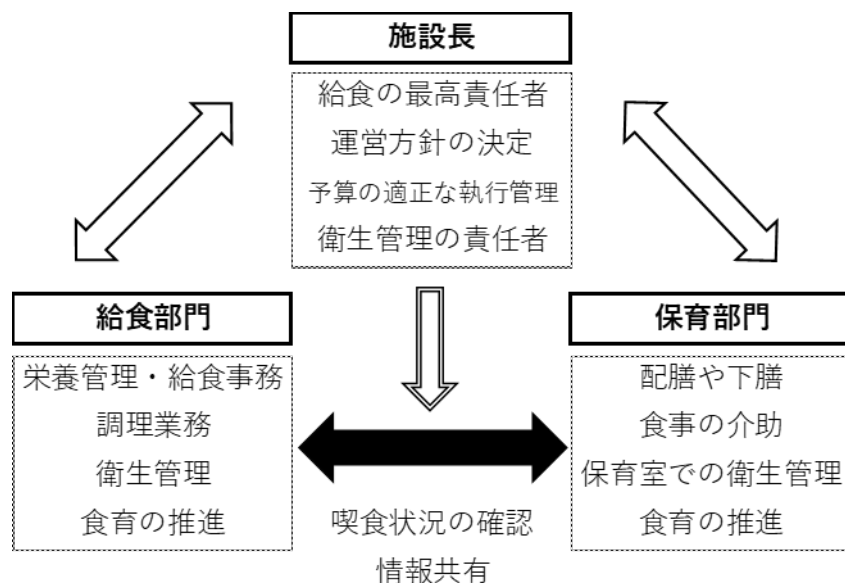 施設長
給食の最高責任者
運営方針の決定
予算の適正な執行管理
衛生管理の責任者
給食部門
栄養管理・給食事務
調理業務
衛生管理
食育の推進
保育部門
配膳や下膳
食事の介助
保育室での衛生管理
食育の推進
喫食状況の確認
情報共有